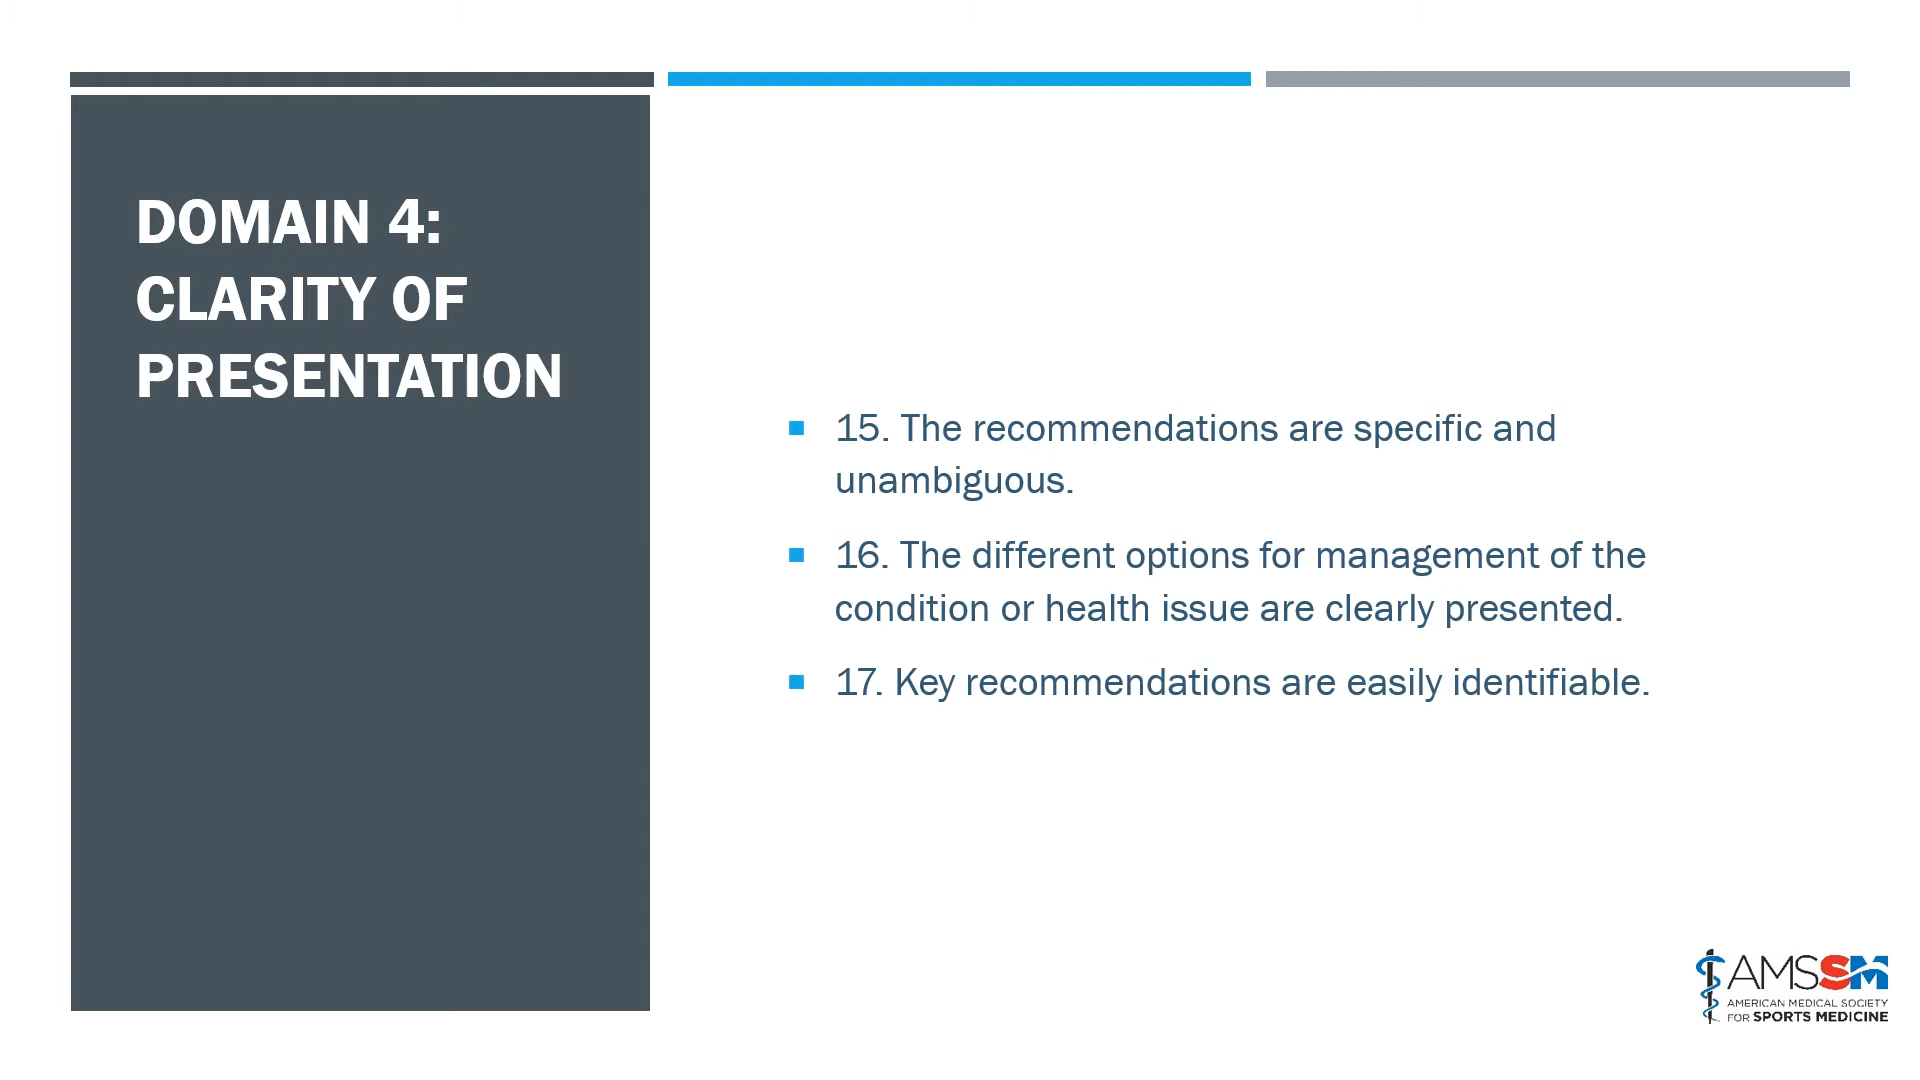 DOMAIN 4:
CLARITY OF
PRESENTATION
15. The recommendations are specific and
unambiguous.
16. The different options for management of the
condition or health issue are clearly presented.
17. Key recommendations are easily identifiable.
AMSSM
AMERICAN MEDICAL SOCIETY
FOR SPORTS MEDICINE